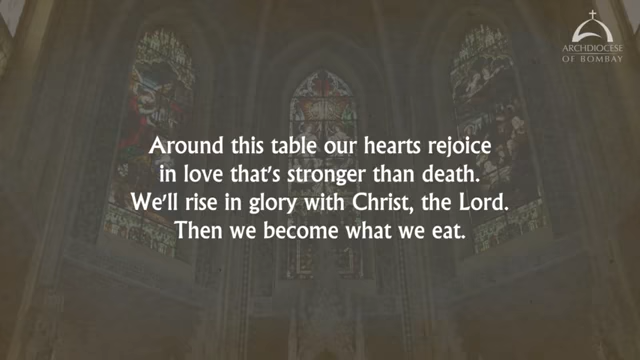 ARCHDIOCESE
OF BOMBAY
Around this table our hearts rejoice
in love that's stronger than death.
We'll rise in glory with Christ, the Lord.
Then we become what we eat.